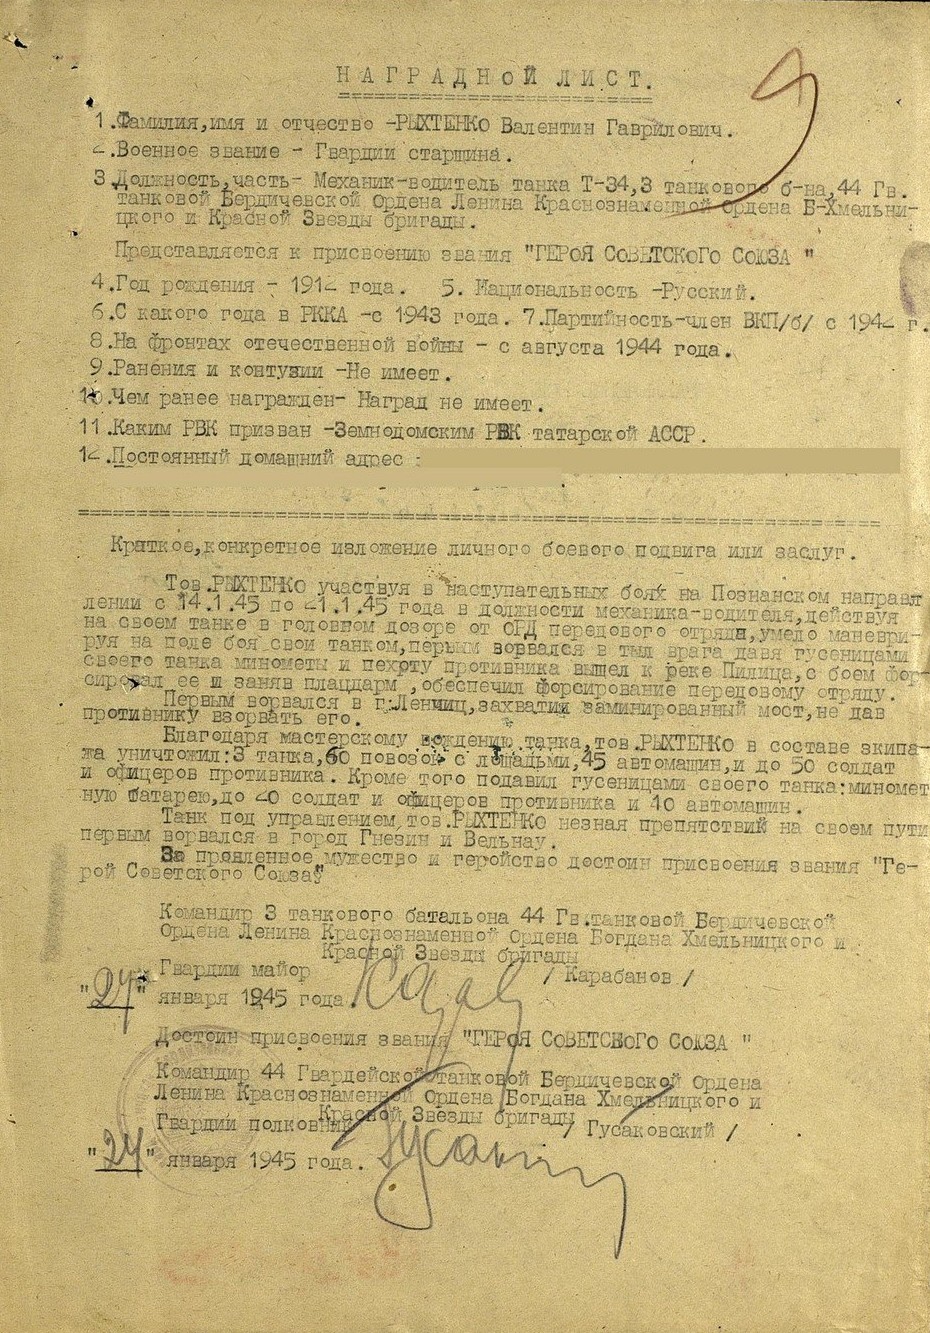 НАГРАДНОЙ ЛИСТ.
1.Фамилия,имя и отчество -РЫХТЕНКО Валентин Гаврилович.
2.Военное звание - Гвардии старшина.
3.Должность,часть- Механик-водитель танка Т-34,3 танкового б-на,44 Гв.
танковой Бердичевской Ордена Ленина Краснознаменной ордена Б-Хмельни-
цкого и Красной Звезды бригады.
Представляется к присвоению звания "ГЕРОЯ СОВЕТСКОГО СОЮЗА "
4.Год рождения - 1912 года. 5. Национальность -Русский.
6.С какого года в РККА -с 1943 года. 7.Партийность-член ВКП/б/ с 1942 г.
8.На фронтах отечественной войны - с августа 1944 года.
9.Ранения и контузии -Не имеет.
10.Чем ранее награжден- Наград не имеет.
11.Каким РВК призван -Земнодомским РВК татарской АССР.
12.Постоянный домашний адрес :
Краткое,конкретное изложение личного боевого подвига или заслуг.
Тов.РЫХТЕНКО участвуя в наступательных боях на Познанском направл
лении с 14.1.45 по 21.1.45 года в должности механика-водителя,действуя
на своем танке в головном дозоре от ОРД передового отряда,умело маневри-
руя на поле боя свои танком,первым ворвался в тыл врага давя гусеницами
своего танка минометы и пехоту противника вышел к реке Пилица,с боем фор-
сировал ее и заняв плацдарм ,обеспечил форсирование передовому отряду.
Первым ворвался в г.Ленчиц,захватил заминированный мост,не дав
противнику взорвать его.
Благодаря мастерскому вождению танка,тов.РЫХТЕНКО в составе экипа-
жа уничтожил:3 танка,60 повозок с лошадьми,45 автомашин,и до 50 солдат
и офицеров противника. Кроме того подавил гусеницами своего танка:миномет
ную батарею,до 20 солдат и офицеров противника и 10 автомашин.
Танк под управлением тов.РЫХТЕНКО незная препятствий на своем пути
первым ворвался в город Гнезин и Вельнау.
За проявленное мужество и геройство достоин присвоения звания "Ге-
рой Советского Союза"
Командир 3 танкового батальона 44 Гв.танковой Бердичевской
Ордена Ленина Краснознаменной Ордена Богдана Хмельницкого и
Красной Звезды бригады
Гвардии майор / Карабанов /
"27" января 1945 года.
Достоин присвоения звания "ГЕРОЯ СОВЕТСКОГО СОЮЗА "
Командир 44 Гвардейской танковой Бердичевской Ордена
Ленина Краснознаменной Ордена Богдана Хмельницкого и
Красной Звезды бригады
Гвардии полковник / Гусаковский /
"27" января 1945 года.